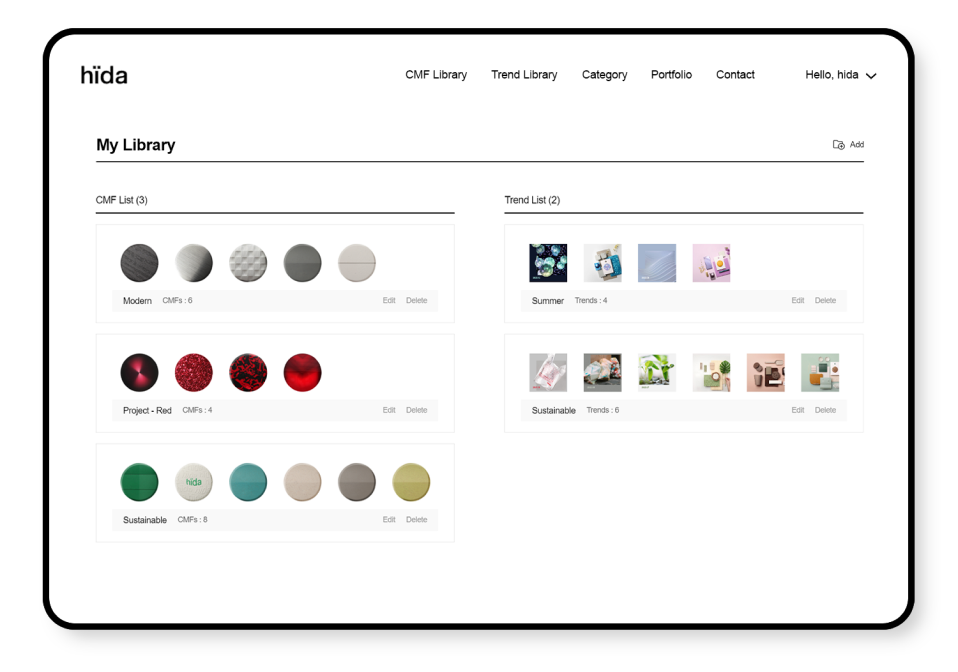 hïda
CMF Library Trend Library Category Portfolio Contact Hello, hida
My Library
Add
CMF List (3)
Modern CMFs : 6 Edit Delete
Project - Red CMFs : 4 Edit Delete
hïda
Sustainable CMFs : 8 Edit Delete
Trend List (2)
Summer Trends : 4 Edit Delete
Sustainable Trends : 6 Edit Delete